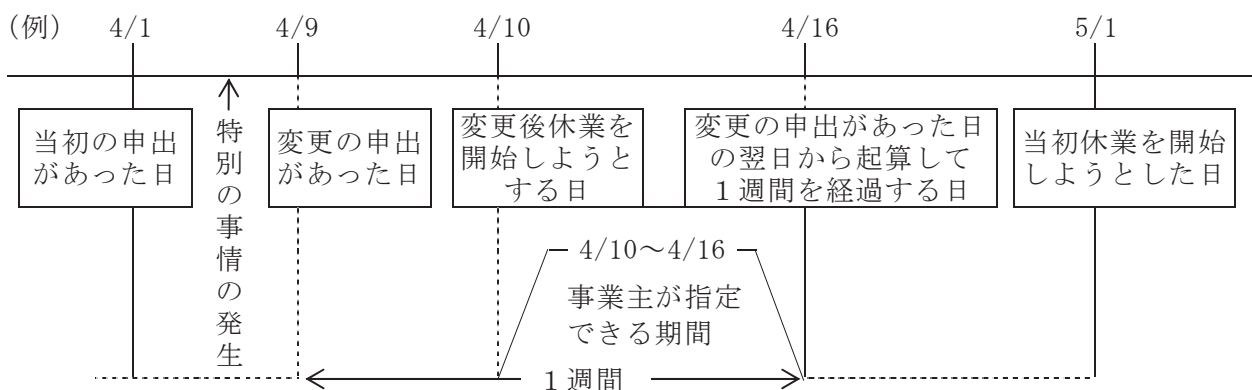 (例) 4/1 4/9 4/10 4/16 5/1
当初の申出
があった日
特別の事情の発生
変更の申出
があった日
変更後休業を
開始しようと
する日
変更の申出があった日
の翌日から起算して
1週間を経過する日
当初休業を開始
しようとした日
4/10～4/16
事業主が指定
できる期間
1週間